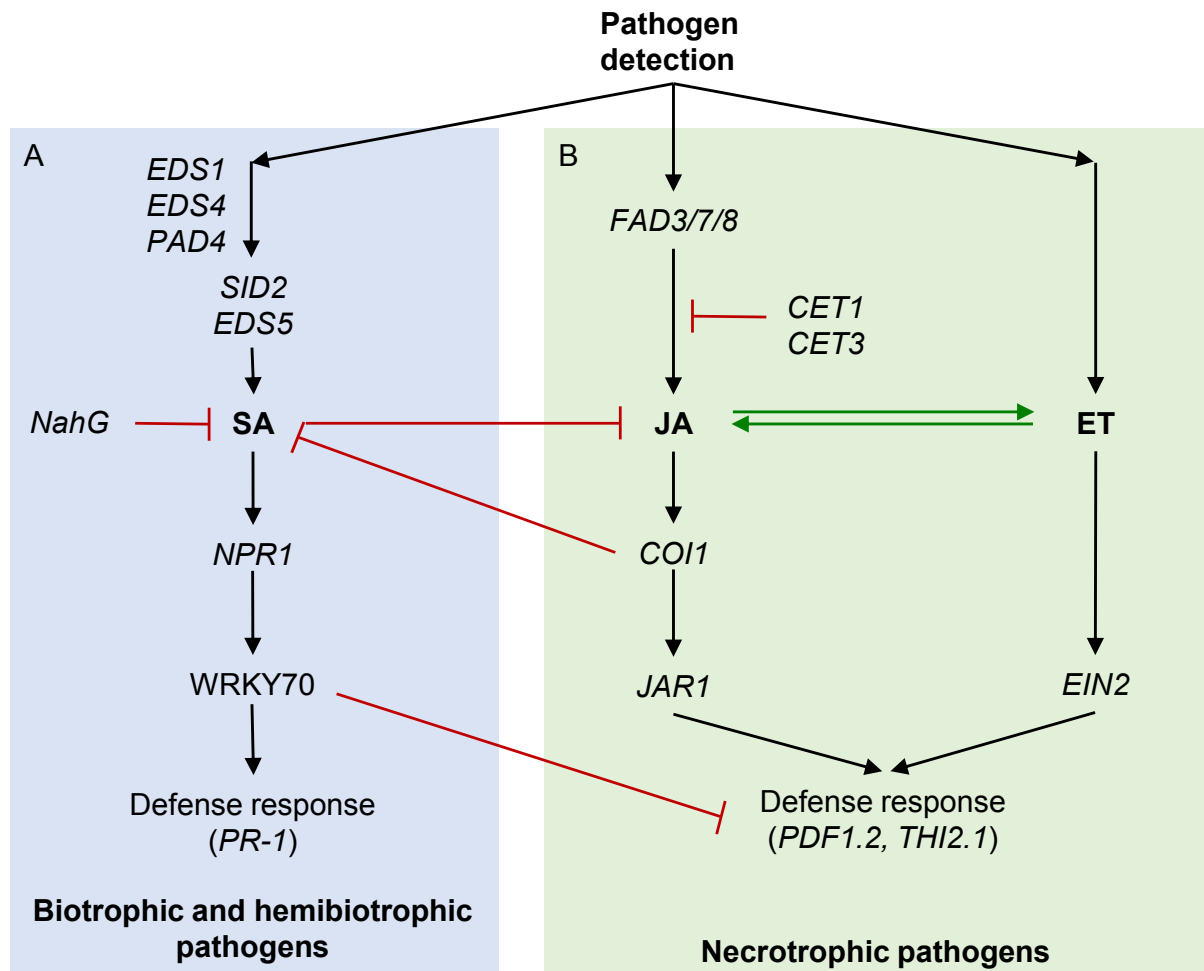 Pathogen
detection
A
EDS1
EDS4
PAD4
SID2
EDS5
NahG
SA
NPR1
WRKY70
Defense response
(PR-1)
Biotrophic and hemibiotrophic
pathogens
B
FAD3/7/8
CET1
CET3
JA
ET
COI1
JAR1
EIN2
Defense response
(PDF1.2, THI2.1)
Necrotrophic pathogens